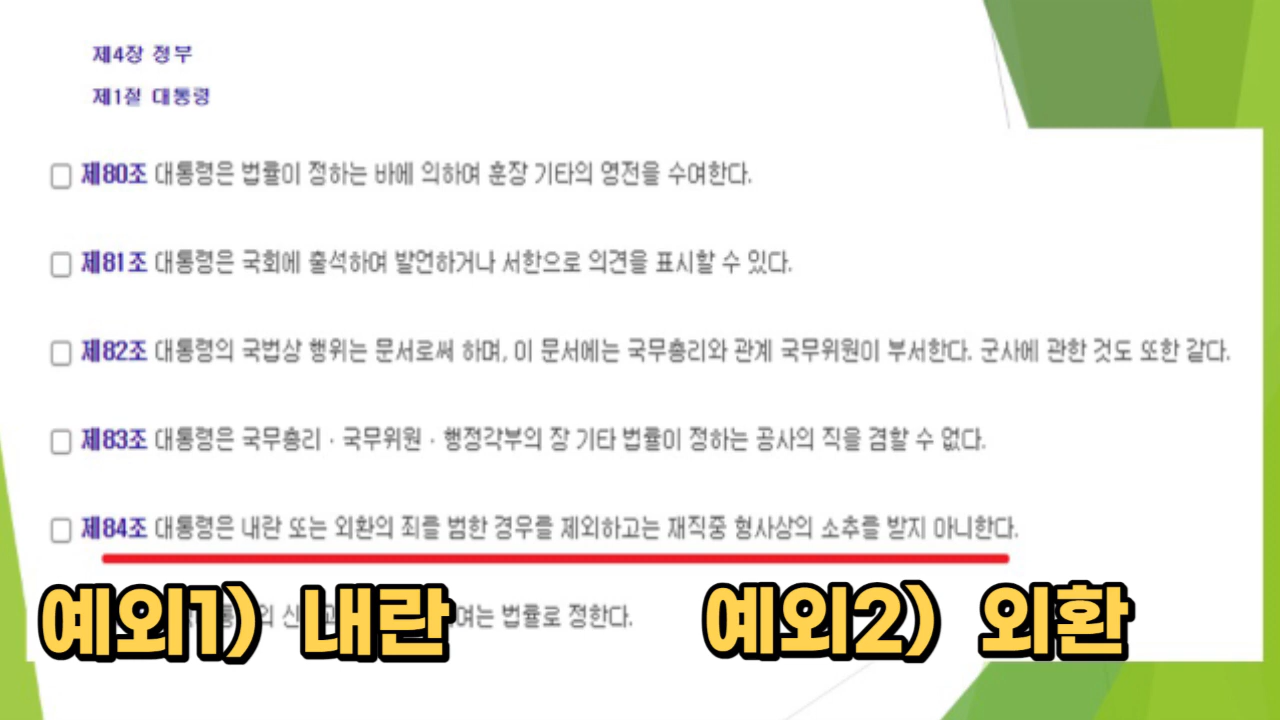 제4장 정부
제1절 대통령
제80조 대통령은 법률이 정하는 바에 의하여 훈장 기타의 영전을 수여한다.
제81조 대통령은 국회에 출석하여 발언하거나 서한으로 의견을 표시할 수 있다.
제82조 대통령의 국법상 행위는 문서로써 하며, 이 문서에는 국무총리와 관계 국무위원이 부서한다. 군사에 관한 것도 또한 같다.
제83조 대통령은 국무총리·국무위원·행정각부의 장 기타 법률이 정하는 공사의 직을 겸할 수 없다.
제84조 대통령은 내란 또는 외환의 죄를 범한 경우를 제외하고는 재직중 형사상의 소추를 받지 아니한다.
법률로 정한다.
예외1) 내란 예외2) 외환